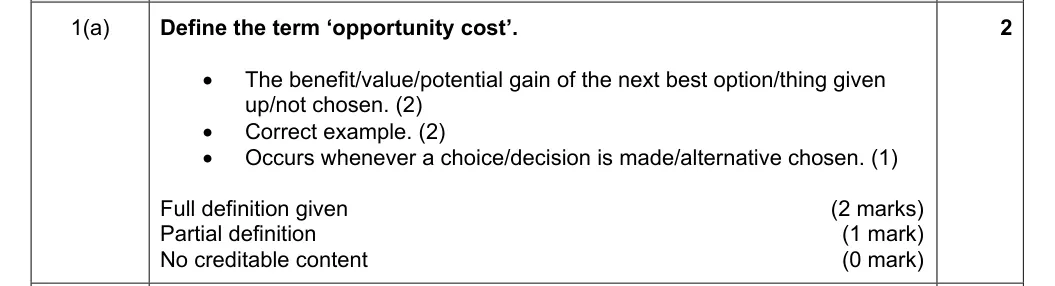 1(a) Define the term ‘opportunity cost’. 2
• The benefit/value/potential gain of the next best option/thing given
up/not chosen. (2)
• Correct example. (2)
• Occurs whenever a choice/decision is made/alternative chosen. (1)
Full definition given (2 marks)
Partial definition (1 mark)
No creditable content (0 mark)